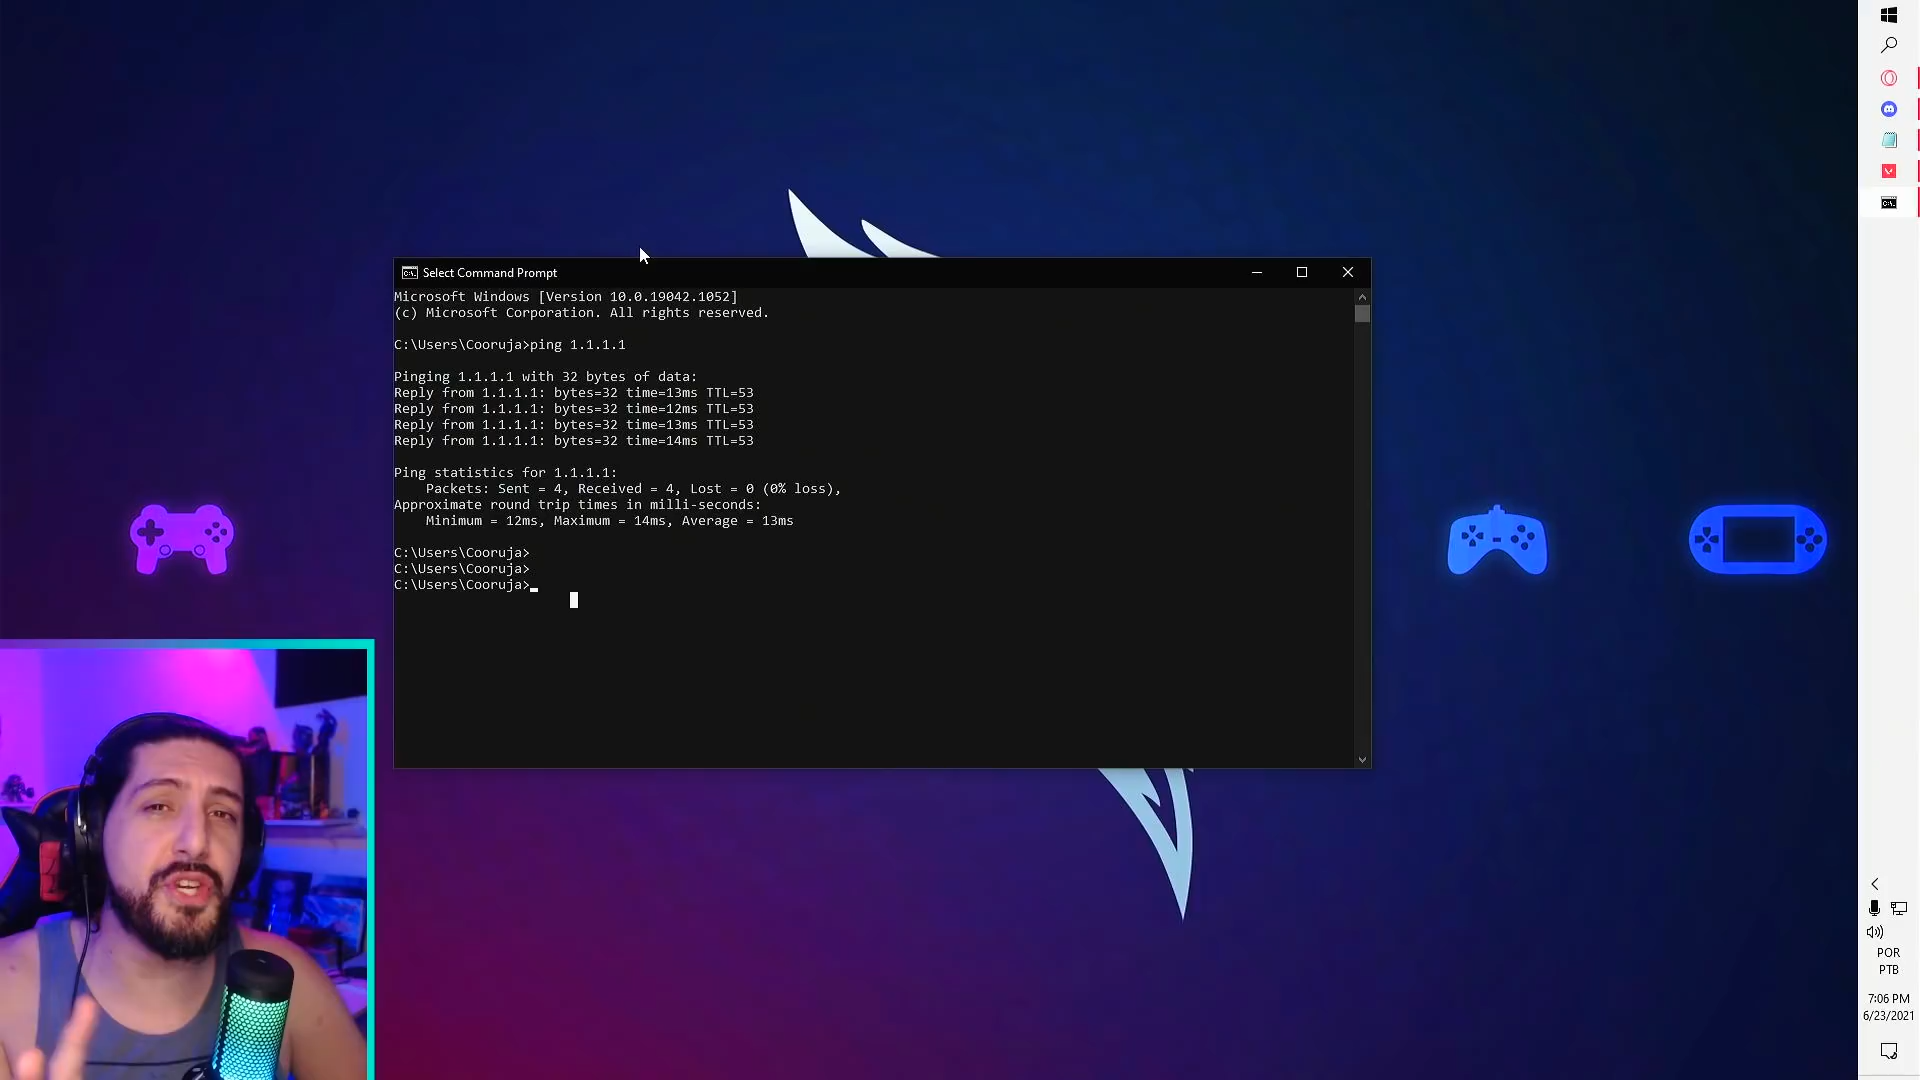 Select Command Prompt
Microsoft Windows [Version 10.0.19042.1052]
(c) Microsoft Corporation. All rights reserved.
C:\Users\Cooruja>ping 1.1.1.1
Pinging 1.1.1.1 with 32 bytes of data:
Reply from 1.1.1.1: bytes=32 time=13ms TTL=53
Reply from 1.1.1.1: bytes=32 time=12ms TTL=53
Reply from 1.1.1.1: bytes=32 time=13ms TTL=53
Reply from 1.1.1.1: bytes=32 time=14ms TTL=53
Ping statistics for 1.1.1.1:
Packets: Sent = 4, Received = 4, Lost = 0 (0% loss),
Approximate round trip times in milli-seconds:
Minimum = 12ms, Maximum = 14ms, Average = 13ms
C:\Users\Cooruja>
C:\Users\Cooruja>
C:\Users\Cooruja>_
POR
PTB
7:06 PM
6/23/2021